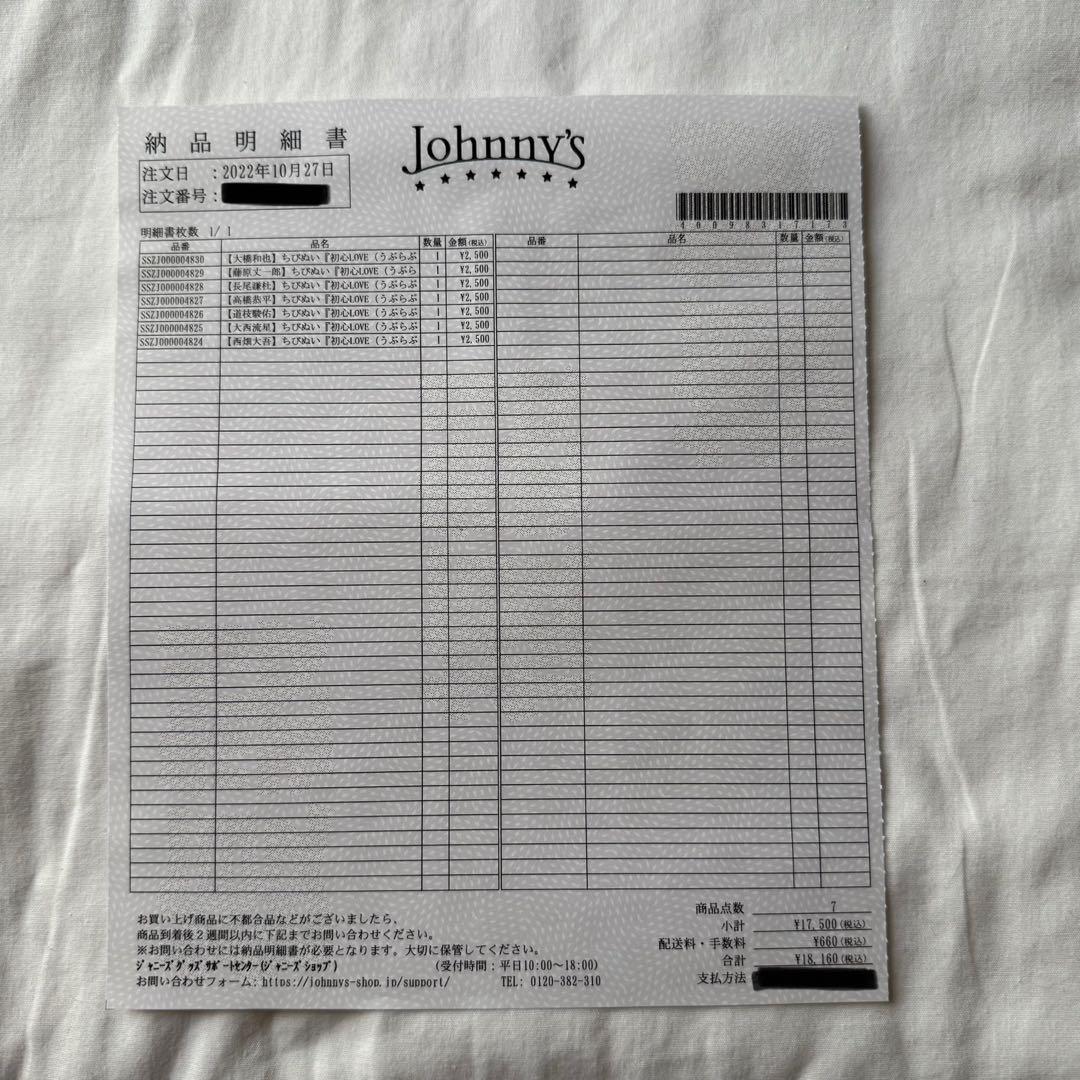 納品明細書
Johnny's
注文日 :2022年10月27日
注文番号:
4009831717173
明細書枚数 1/ 1
品番 品名 数量 金額(税込) 品番 品名 数量 金額(税込)
SSZJ000004830 【大橋和也】ちびぬい『初心LOVE（うぶらぶ 1 ¥2,500
SSZJ000004829 【藤原丈一郎】ちびぬい『初心LOVE（うぶらぶ 1 ¥2,500
SSZJ000004828 【長尾謙杜】ちびぬい『初心LOVE（うぶらぶ 1 ¥2,500
SSZJ000004827 【高橋恭平】ちびぬい『初心LOVE（うぶらぶ 1 ¥2,500
SSZJ000004826 【道枝駿佑】ちびぬい『初心LOVE（うぶらぶ 1 ¥2,500
SSZJ000004825 【大西流星】ちびぬい『初心LOVE（うぶらぶ 1 ¥2,500
SSZJ000004824 【西畑大吾】ちびぬい『初心LOVE（うぶらぶ 1 ¥2,500
商品点数 7
小計 ¥17,500(税込)
配送料・手数料 ¥660(税込)
合計 ¥18,160(税込)
支払方法
お買い上げ商品に不都合品などがございましたら、
商品到着後２週間以内に下記までお問い合わせください。
※お問い合わせには納品明細書が必要となります。大切に保管してください。
ｼﾞｬﾆｰｽﾞｸﾞｯｽﾞｻﾎﾟｰﾄｾﾝﾀｰ(ｼﾞｬﾆｰｽﾞｼｮｯﾌﾟ) (受付時間：平日10:00～18:00)
お問い合わせフォーム：https://johnnys-shop.jp/support/ TEL: 0120-382-310